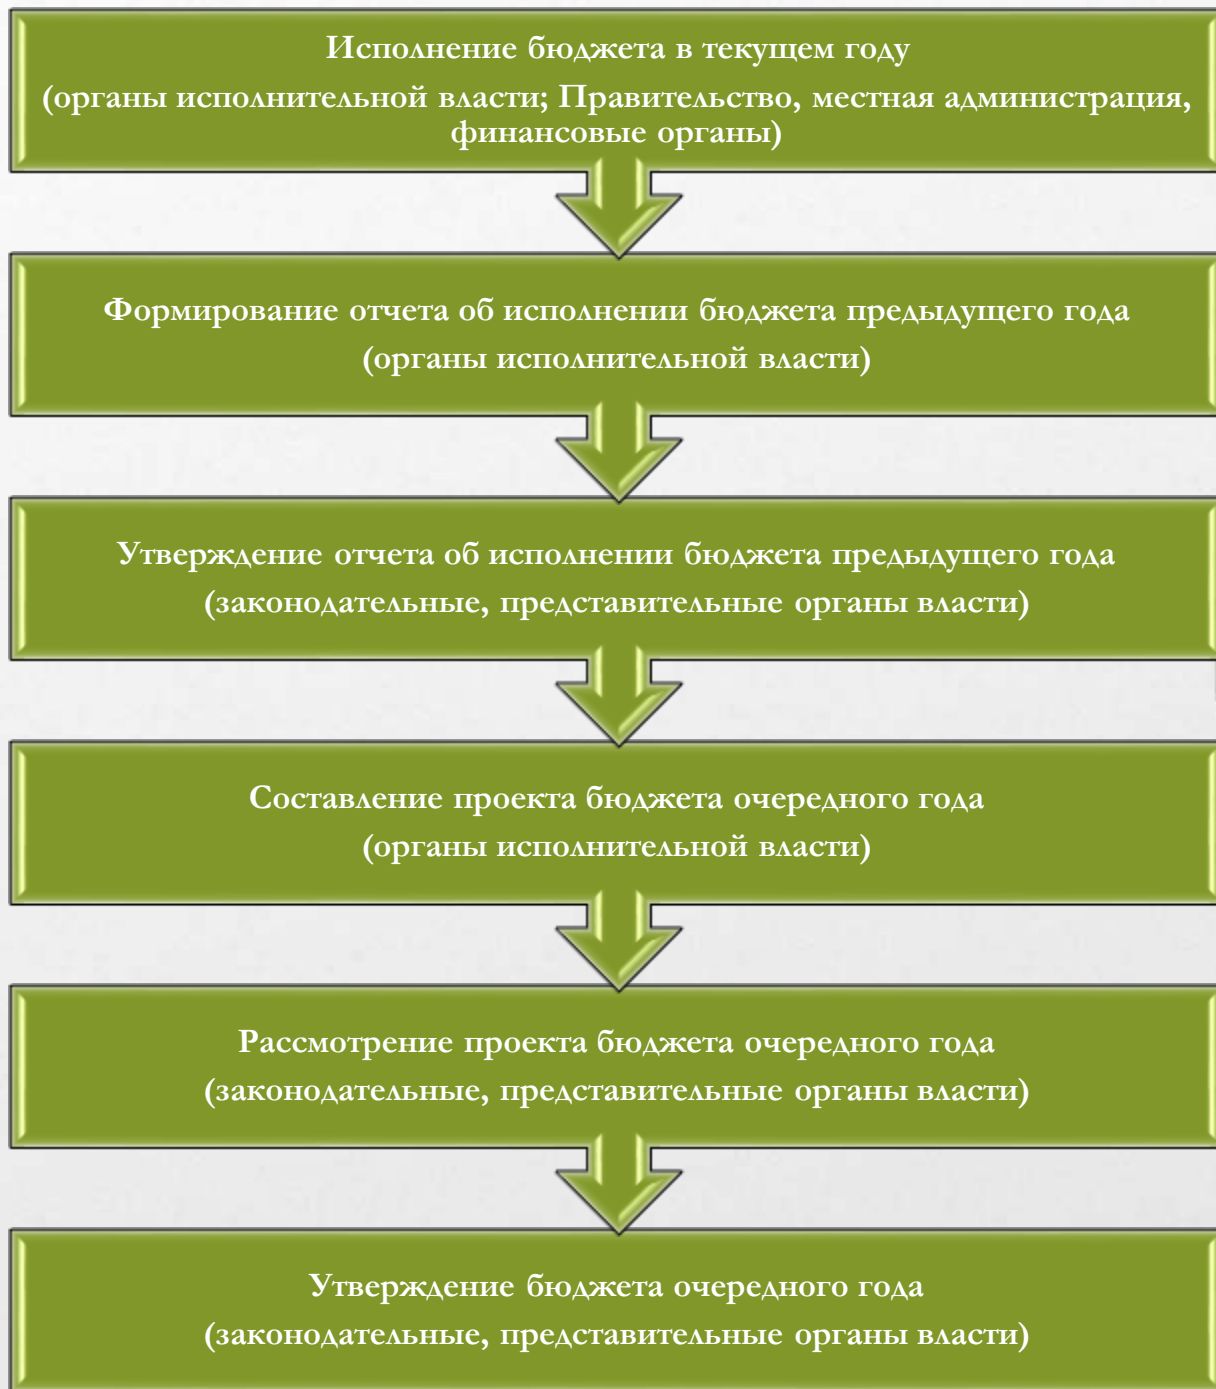 Исполнение бюджета в текущем году
(органы исполнительной власти; Правительство, местная администрация,
финансовые органы)
Формирование отчета об исполнении бюджета предыдущего года
(органы исполнительной власти)
Утверждение отчета об исполнении бюджета предыдущего года
(законодательные, представительные органы власти)
Составление проекта бюджета очередного года
(органы исполнительной власти)
Рассмотрение проекта бюджета очередного года
(законодательные, представительные органы власти)
Утверждение бюджета очередного года
(законодательные, представительные органы власти)